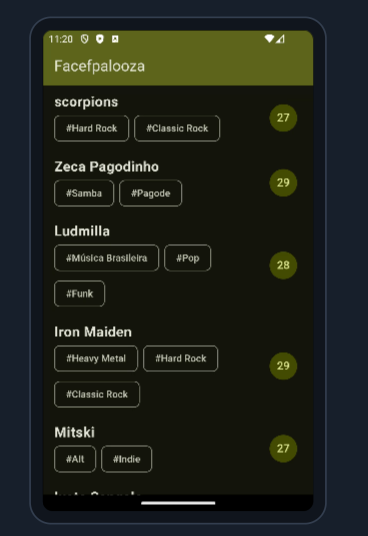 11:20
Facefpalooza
scorpions
#Hard Rock #Classic Rock
27
Zeca Pagodinho
#Samba #Pagode
29
Ludmilla
#Música Brasileira #Pop
28
#Funk
Iron Maiden
#Heavy Metal #Hard Rock
29
#Classic Rock
Mitski
#Alt #Indie
27